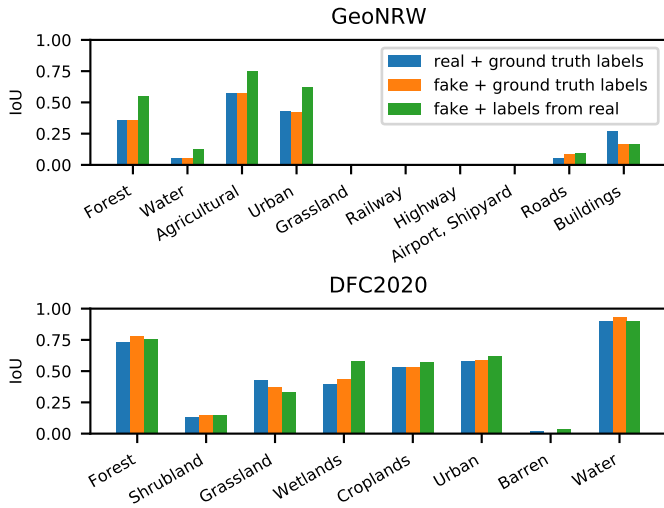 GeoNRW
1.00
0.75
0.50
0.25
0.00
IoU
real + ground truth labels
fake + ground truth labels
fake + labels from real
Forest
Water
Agricultural
Urban
Grassland
Railway
Highway
Airport, Shipyard
Roads
Buildings
DFC2020
1.00
0.75
0.50
0.25
0.00
IoU
Forest
Shrubland
Grassland
Wetlands
Croplands
Urban
Barren
Water